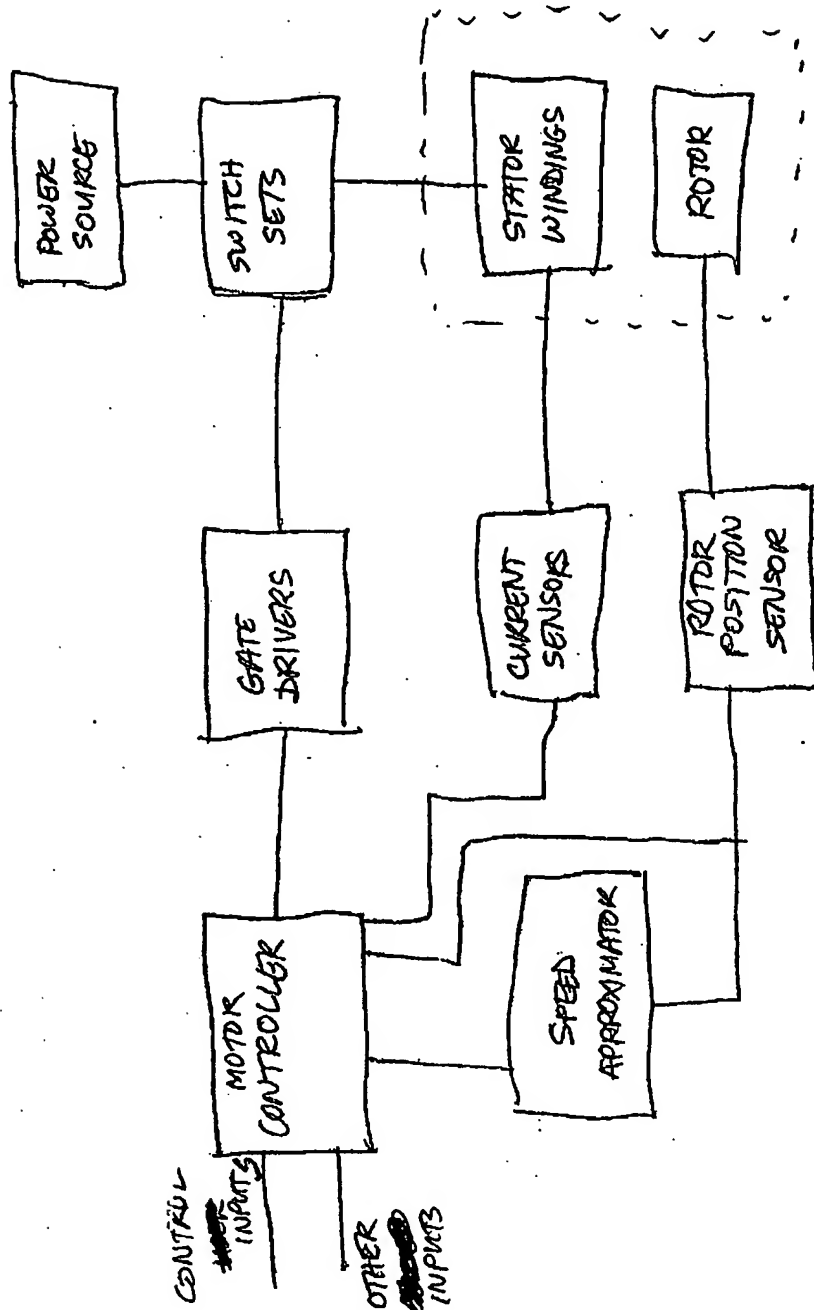 POWER
SOURCE
CONTROL
INPUTS
OTHER
INPUTS
MOTOR
CONTROLLER
GATE
DRIVERS
SWITCH
SETS
SPEED
APPROXIMATOR
CURRENT
SENSORS
STATOR
WINDINGS
ROTOR
POSITION
SENSOR
ROTOR